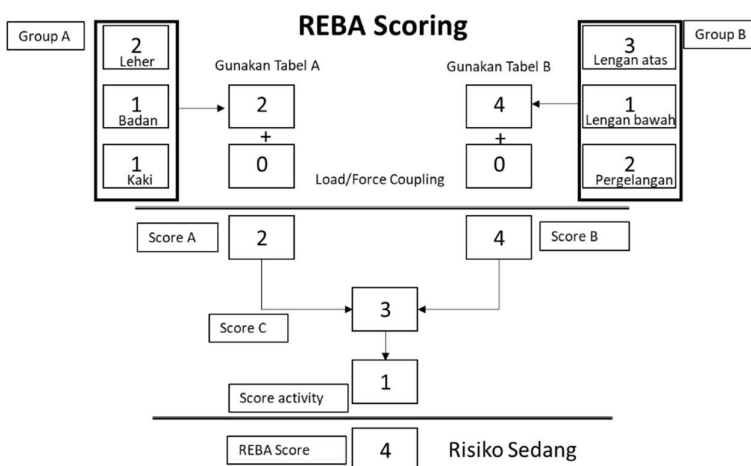 REBA Scoring
Group A
Group B
2
Leher
1
Badan
1
Kaki
Gunakan Tabel A
2
+
0
Gunakan Tabel B
4
+
0
Load/Force Coupling
3
Lengan atas
1
Lengan bawah
2
Pergelangan
Score A
2
4
Score B
3
Score C
1
Score activity
REBA Score
4
Risiko Sedang